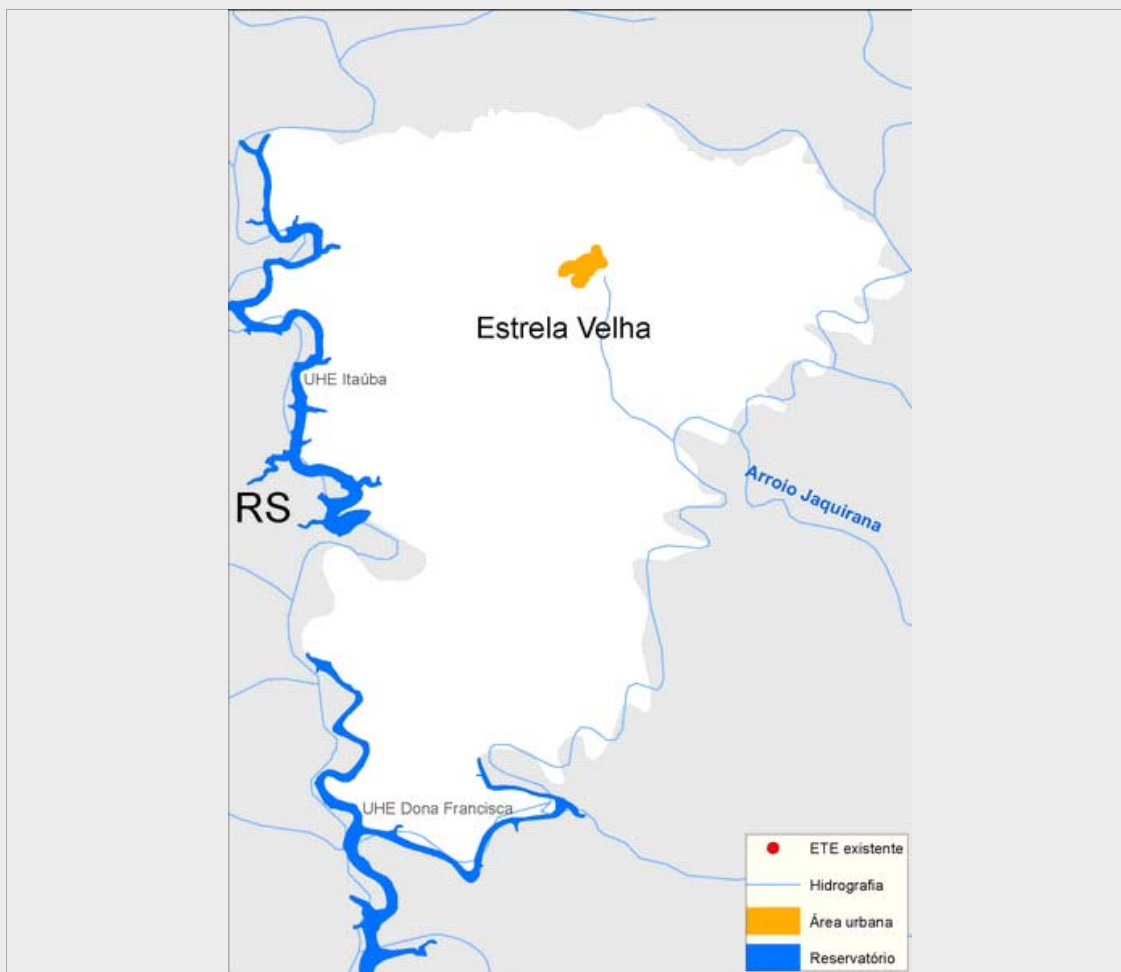 Estrela Velha
UHE Itaúba
RS
Arroio Jaquirana
UHE Dona Francisca
ETE existente
Hidrografia
Área urbana
Reservatório